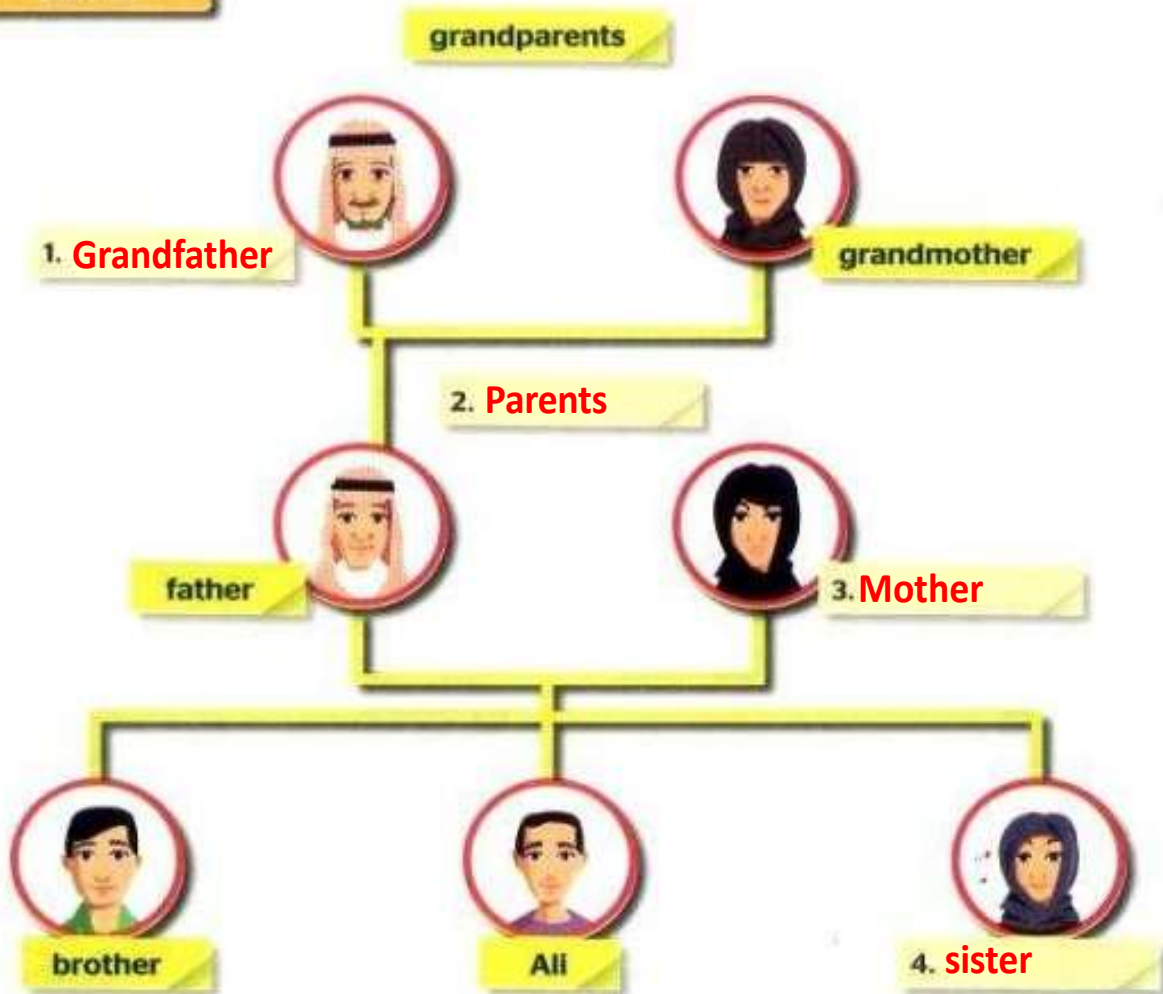 grandparents
1. Grandfather
grandmother
2. Parents
father
3. Mother
brother
Ali
4. sister